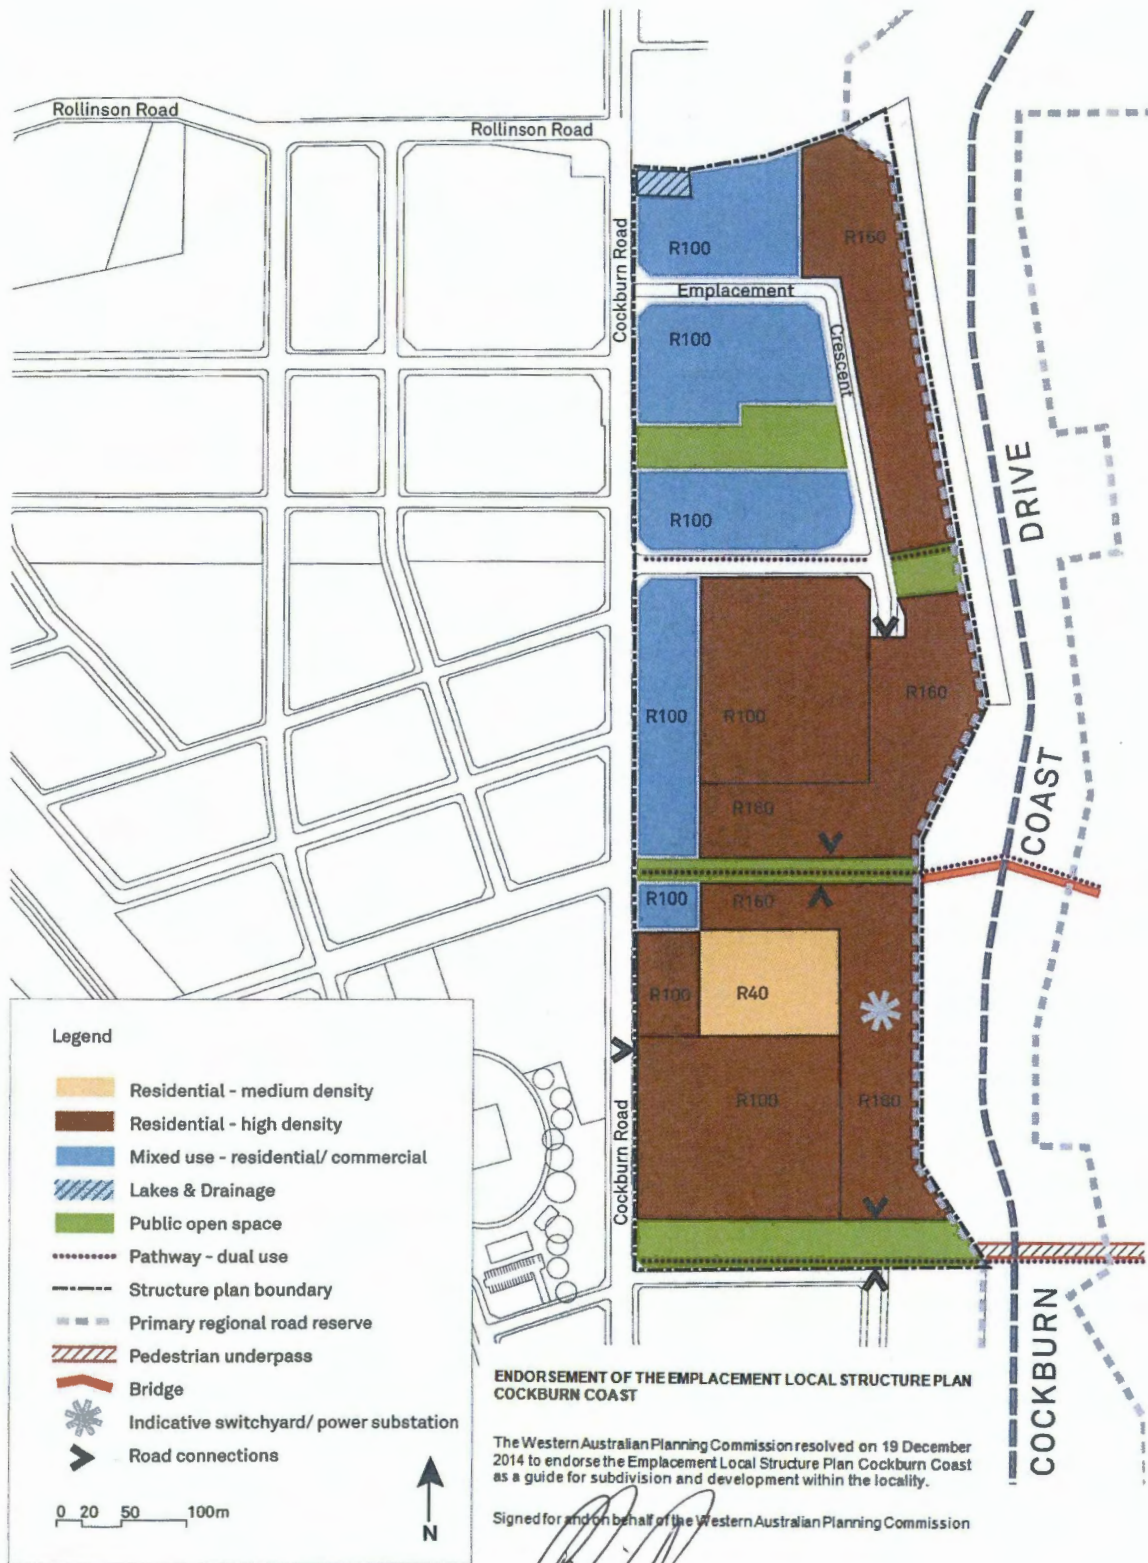 Rollinson Road
Rollinson Road
Cockburn Road
R100
R160
Emplacement
Crescent
R100
R100
DRIVE
R160
R100
R100
R160
COAST
R100
R160
R100
R40
R100
R160
Cockburn Road
COCKBURN
Legend
Residential - medium density
Residential - high density
Mixed use - residential/ commercial
Lakes & Drainage
Public open space
Pathway - dual use
Structure plan boundary
Primary regional road reserve
Pedestrian underpass
Bridge
Indicative switchyard/ power substation
Road connections
0 20 50 100m
N
ENDORSEMENT OF THE EMPLACEMENT LOCAL STRUCTURE PLAN
COCKBURN COAST
The Western Australian Planning Commission resolved on 19 December
2014 to endorse the Emplacement Local Structure Plan Cockburn Coast
as a guide for subdivision and development within the locality.
Signed for and on behalf of the Western Australian Planning Commission